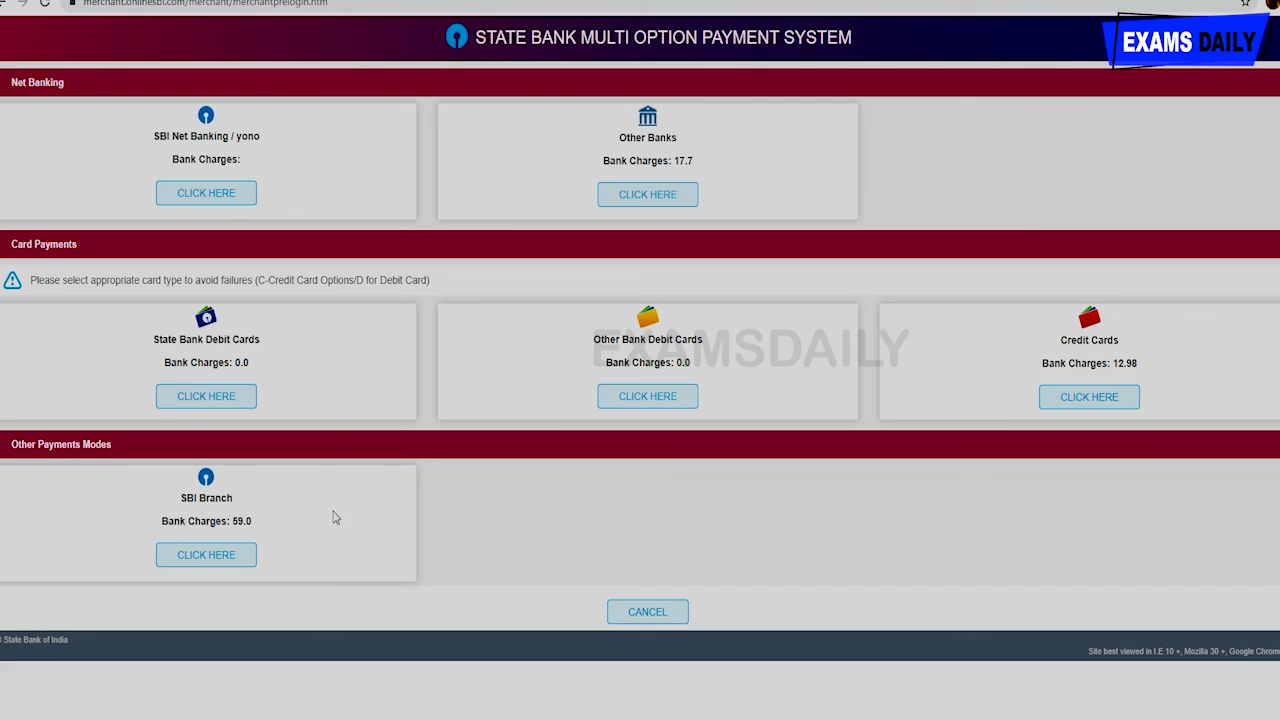 merchant.onlinesbi.com/merchant/merchantprelogin.htm
STATE BANK MULTI OPTION PAYMENT SYSTEM
EXAMS DAILY
Net Banking
SBI Net Banking / yono
Bank Charges:
CLICK HERE
Other Banks
Bank Charges: 17.7
CLICK HERE
Card Payments
Please select appropriate card type to avoid failures (C-Credit Card Options/D for Debit Card)
State Bank Debit Cards
Bank Charges: 0.0
CLICK HERE
Other Bank Debit Cards
Bank Charges: 0.0
CLICK HERE
Credit Cards
Bank Charges: 12.98
CLICK HERE
EXAMSDAILY
Other Payments Modes
SBI Branch
Bank Charges: 59.0
CLICK HERE
CANCEL
© State Bank of India
Site best viewed in I.E 10 +, Mozilla 30 +, Google Chrome